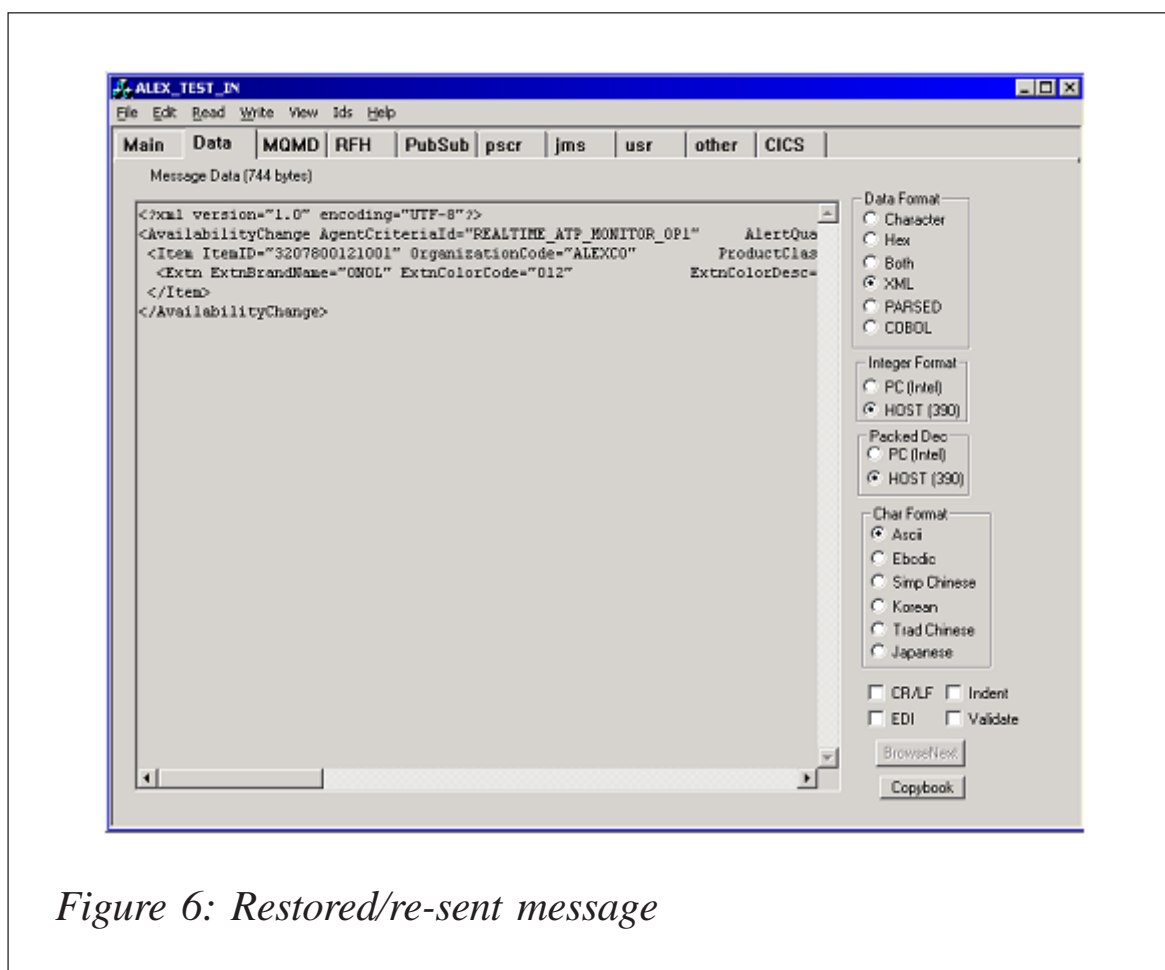 ALEX_TEST_IN
File Edit Read Write View Ids Help
Main Data MQMD RFH PubSub pscr jms usr other CICS
Message Data (744 bytes)
<?xml version="1.0" encoding="UTF-8"?>
<AvailabilityChange AgentCriteriaId="REALTIME_ATP_MONITOR_OP1" AlertQua
<Item ItemID="3207800121001" OrganizationCode="ALEXCO" ProductClas
<Extn ExtnBrandName="ONOL" ExtnColorCode="012" ExtnColorDesc=
</Item>
</AvailabilityChange>
Data Format
Character
Hex
Both
XML
PARSED
COBOL
Integer Format
PC (Intel)
HOST (390)
Packed Dec
PC (Intel)
HOST (390)
Char Format
Ascii
Ebcdic
Simp Chinese
Korean
Trad Chinese
Japanese
CR/LF Indent
EDI Validate
BrowseNext
Copybook
Figure 6: Restored/re-sent message